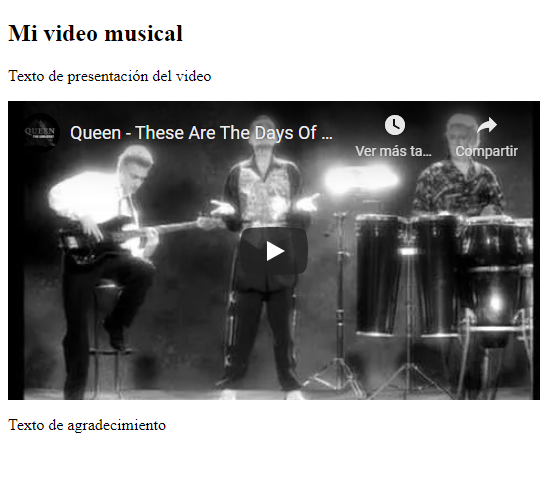 Mi video musical
Texto de presentación del video
QUEEN
Queen - These Are The Days Of ...
Ver más ta...
Compartir
Texto de agradecimiento